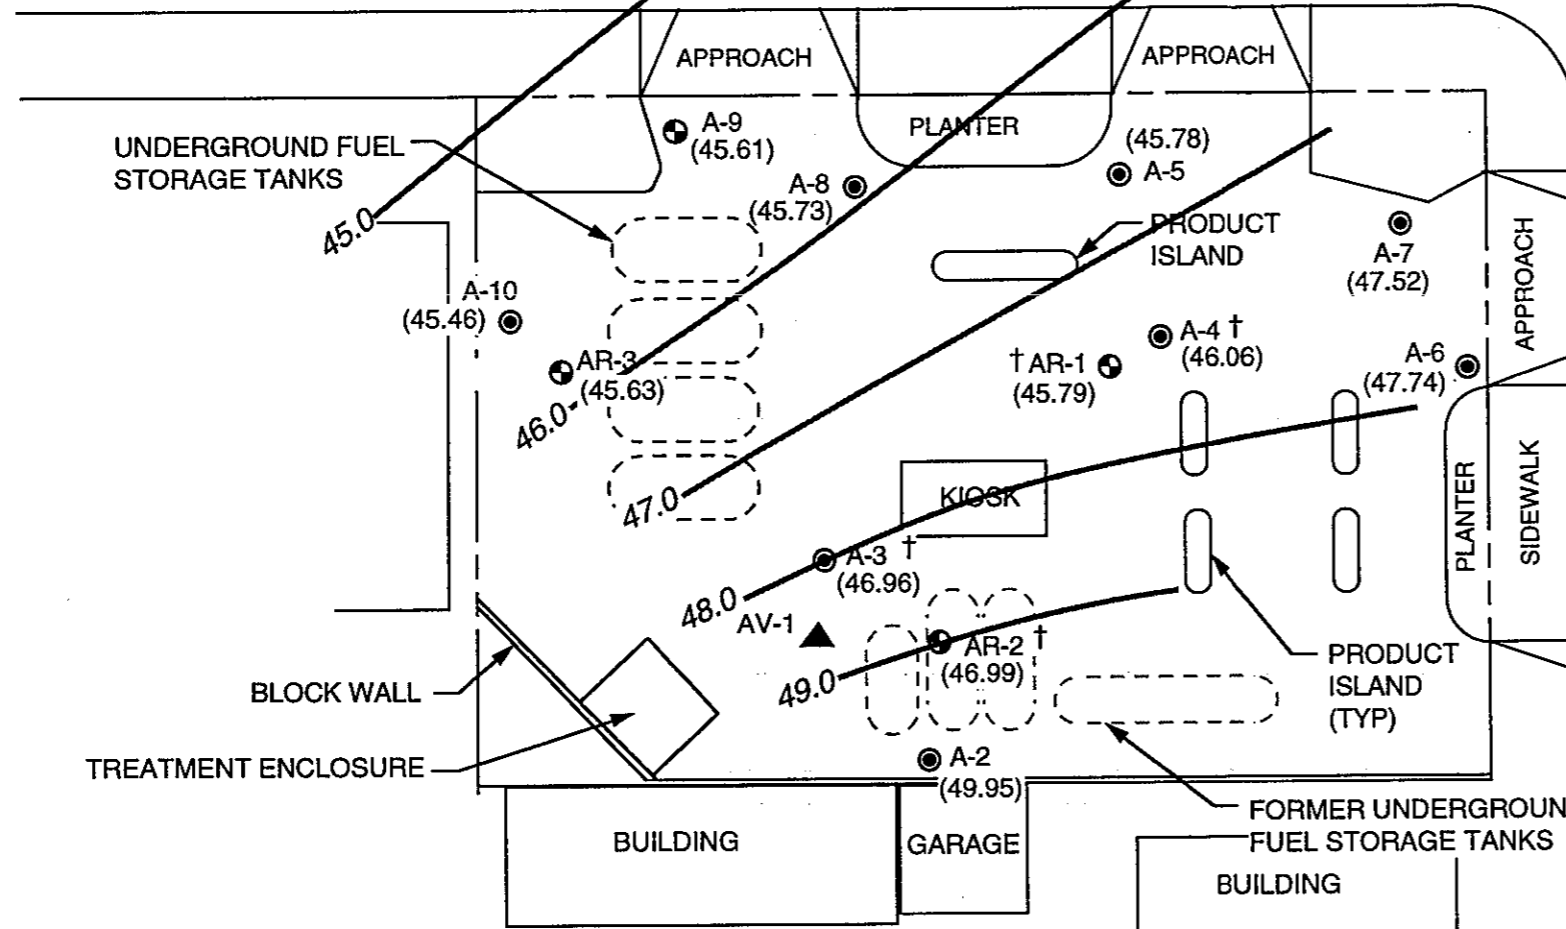 APPROACH
APPROACH
UNDERGROUND FUEL
STORAGE TANKS
A-9
(45.61)
PLANTER
(45.78)
A-5
A-8
(45.73)
45.0
PRODUCT
ISLAND
A-7
(47.52)
APPROACH
A-10
(45.46)
AR-3
(45.63)
46.0
† AR-1
(45.79)
A-4 †
(46.06)
A-6
(47.74)
47.0
KIOSK
PLANTER
SIDEWALK
A-3 †
(46.96)
48.0
AV-1
AR-2 †
(46.99)
49.0
PRODUCT
ISLAND
(TYP)
BLOCK WALL
TREATMENT ENCLOSURE
A-2
(49.95)
FORMER UNDERGROUN
FUEL STORAGE TANKS
BUILDING
GARAGE
BUILDING